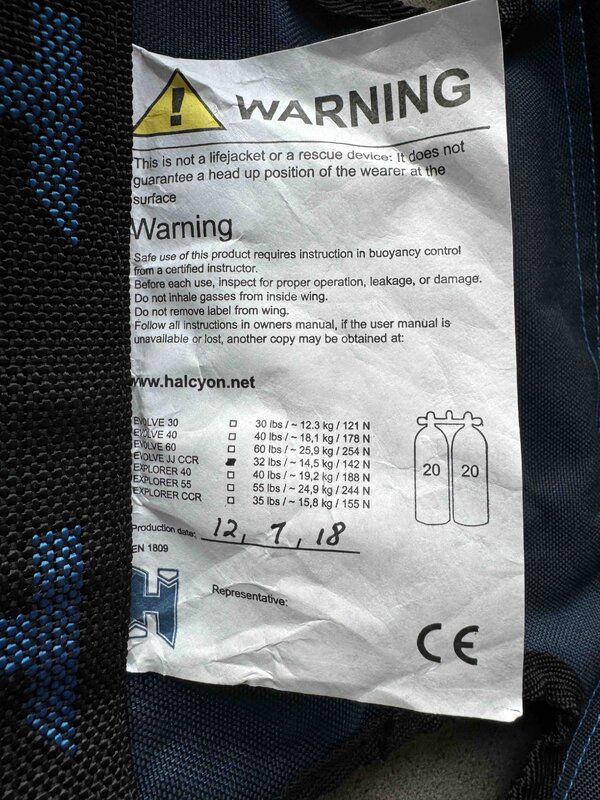 ! WARNING
This is not a lifejacket or a rescue device: It does not
guarantee a head up position of the wearer at the
surface
Warning
Safe use of this product requires instruction in buoyancy control
from a certified instructor.
Before each use, inspect for proper operation, leakage, or damage.
Do not inhale gasses from inside wing.
Do not remove label from wing.
Follow all instructions in owners manual, if the user manual is
unavailable or lost, another copy may be obtained at:
www.halcyon.net
EVOLVE 30 □ 30 lbs / ~ 12.3 kg / 121 N
EVOLVE 40 □ 40 lbs / ~ 18,1 kg / 178 N
EVOLVE 60 □ 60 lbs / ~ 25,9 kg / 254 N
EVOLVE JJ CCR ■ 32 lbs / ~ 14,5 kg / 142 N
EXPLORER 40 □ 40 lbs / ~ 19,2 kg / 188 N
EXPLORER 55 □ 55 lbs / ~ 24,9 kg / 244 N
EXPLORER CCR □ 35 lbs / ~ 15,8 kg / 155 N
20 20
Production date: 12, 7, 18
EN 1809
H
Representative:
CE